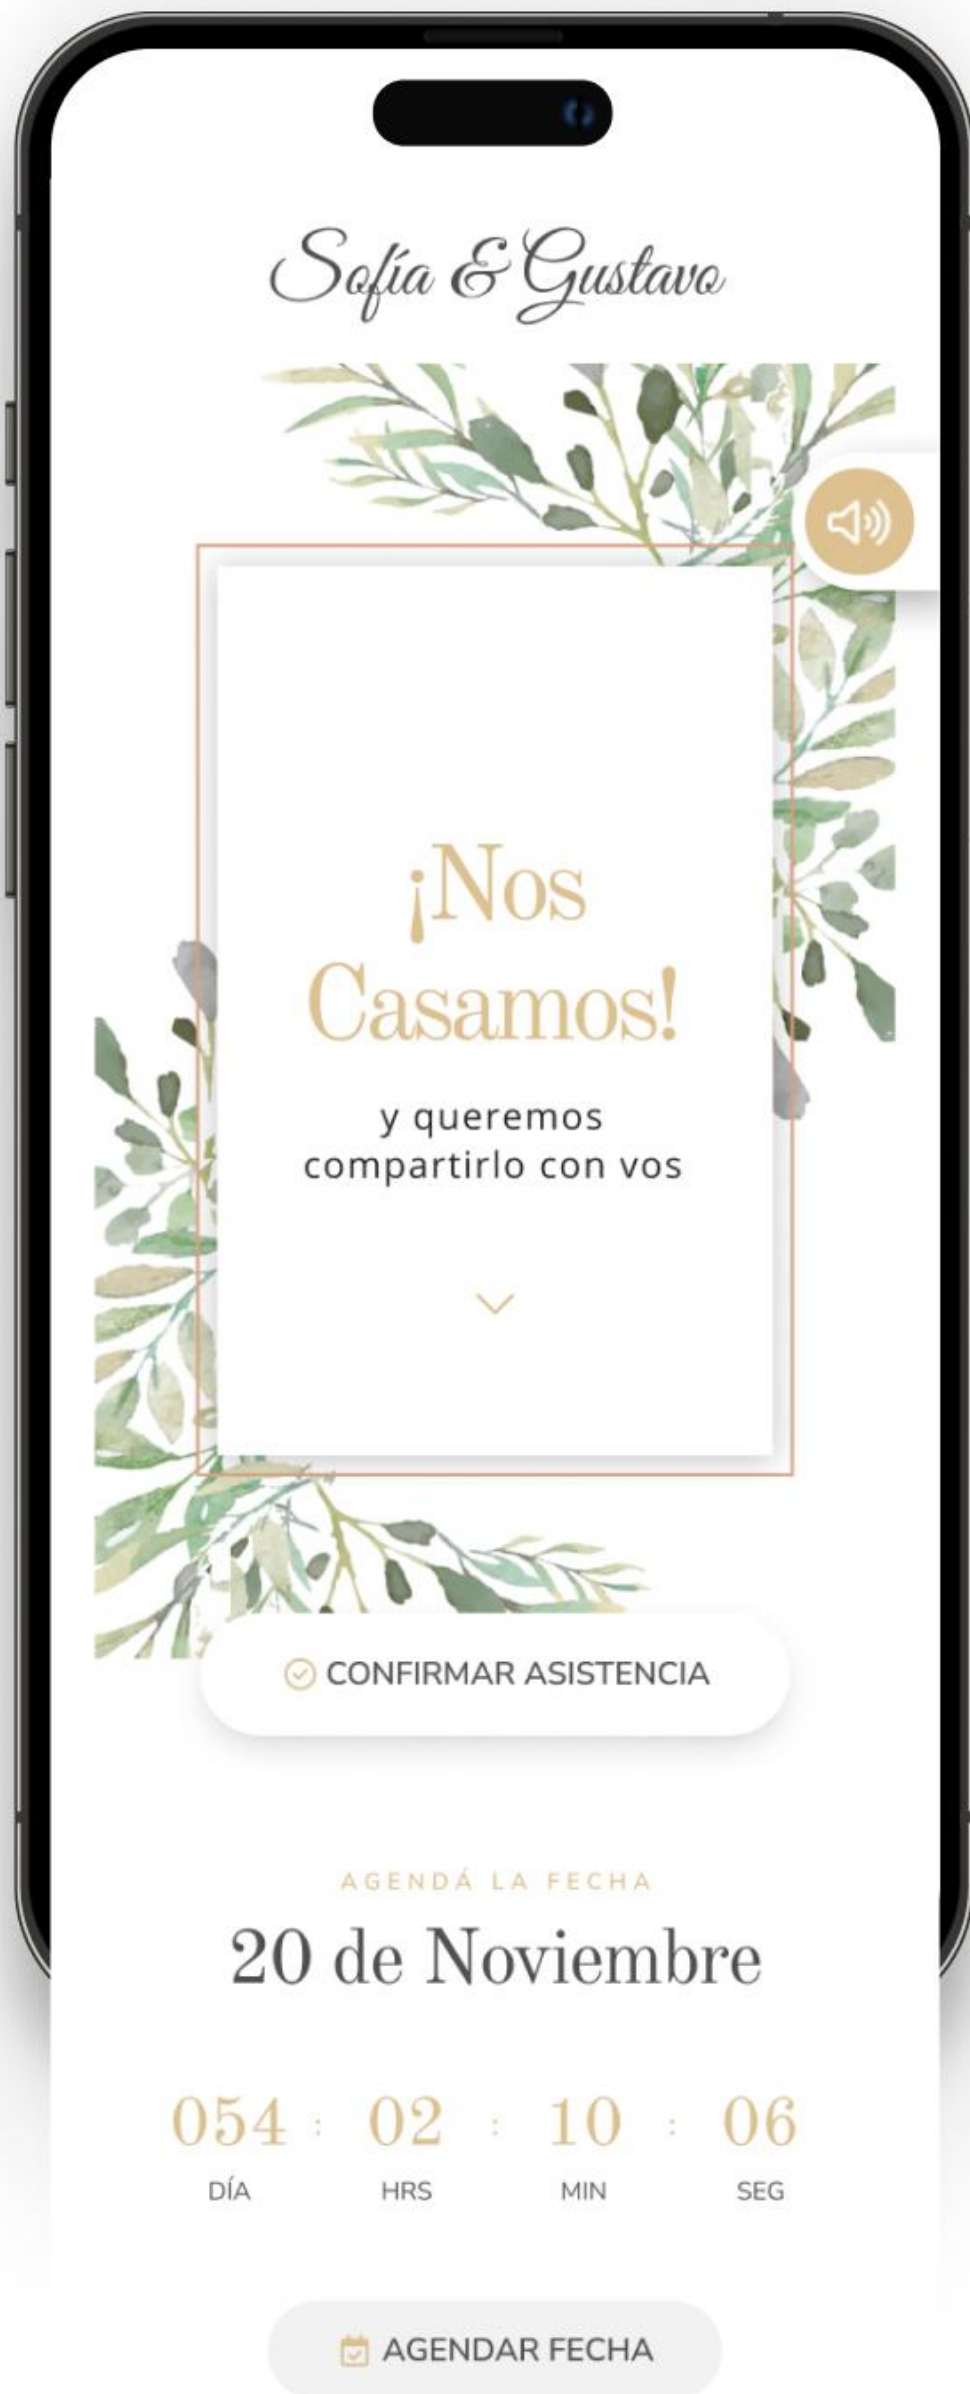 Sofía & Gustavo
¡Nos
Casamos!
y queremos
compartirlo con vos
CONFIRMAR ASISTENCIA
AGENDÁ LA FECHA
20 de Noviembre
054 : 02 : 10 : 06
DÍA HRS MIN SEG
AGENDAR FECHA